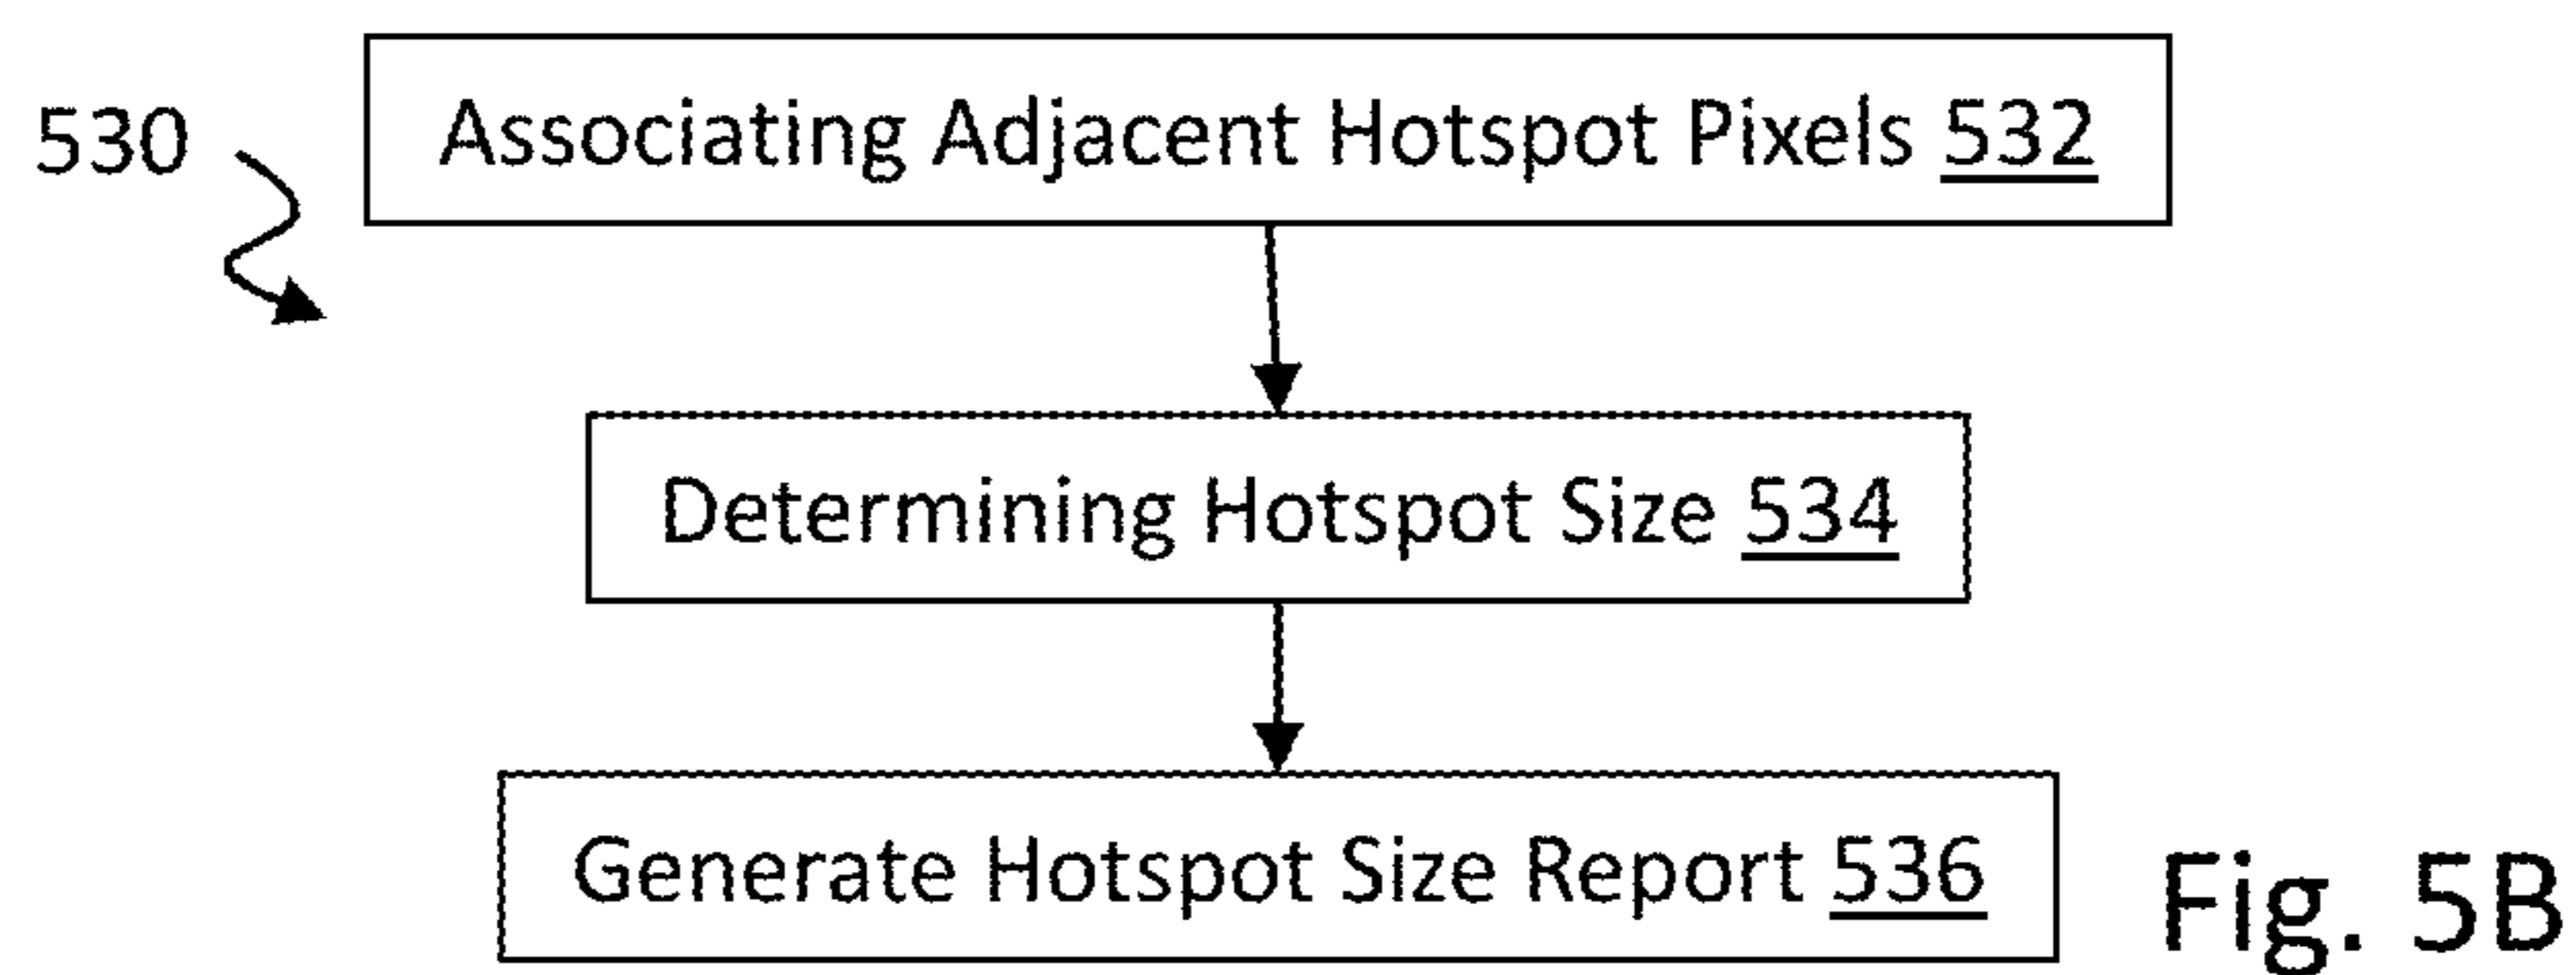 530
Associating Adjacent Hotspot Pixels 532
Determining Hotspot Size 534
Generate Hotspot Size Report 536
Fig. 5B